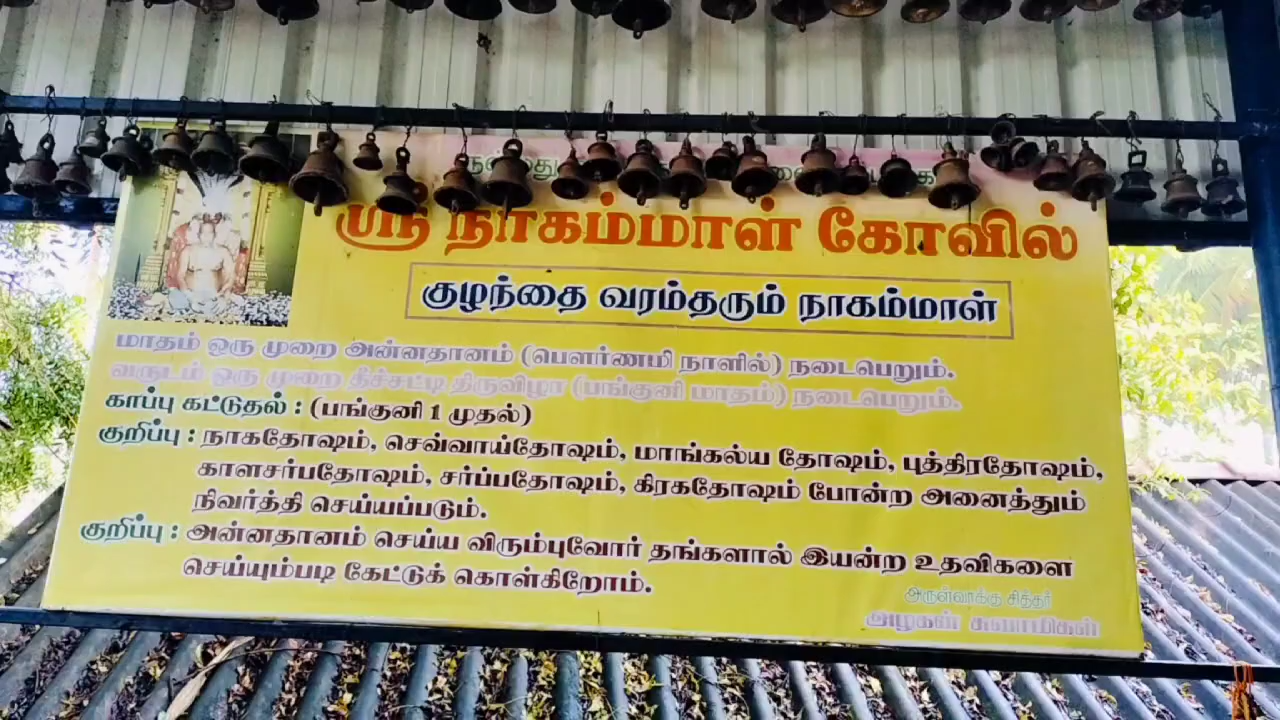 ஸ்ரீ நாகம்மாள் கோவில்
குழந்தை வரம்தரும் நாகம்மாள்
மாதம் ஒரு முறை அன்னதானம் (பௌர்ணமி நாளில்) நடைபெறும்.
வருடம் ஒரு முறை தீச்சட்டி திருவிழா (பங்குனி மாதம்) நடைபெறும்.
காப்பு கட்டுதல் : (பங்குனி 1 முதல்)
குறிப்பு : நாகதோஷம், செவ்வாய்தோஷம், மாங்கல்ய தோஷம், புத்திரதோஷம்,
காளசர்பதோஷம், சர்ப்பதோஷம், கிரகதோஷம் போன்ற அனைத்தும்
நிவர்த்தி செய்யப்படும்.
குறிப்பு : அன்னதானம் செய்ய விரும்புவோர் தங்களால் இயன்ற உதவிகளை
செய்யும்படி கேட்டுக் கொள்கிறோம்.
அருள்வாக்கு சித்தர்
அழகன் சுவாமிகள்